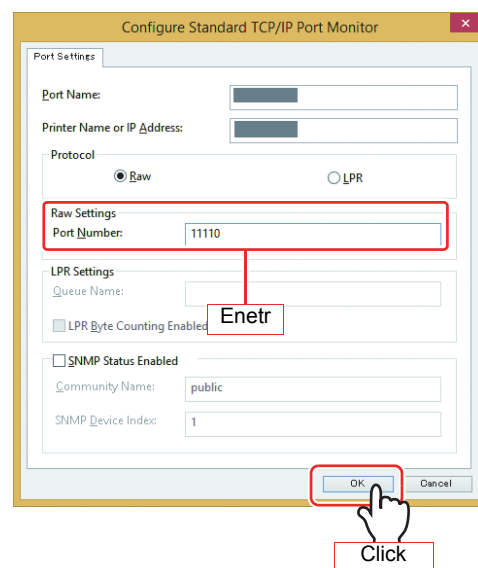 Configure Standard TCP/IP Port Monitor
Port Settings
Port Name:
Printer Name or IP Address:
Protocol
Raw
LPR
Raw Settings
Port Number:
11110
LPR Settings
Queue Name:
Enetr
LPR Byte Counting Enabled
SNMP Status Enabled
Community Name:
public
SNMP Device Index:
1
OK
Cancel
Click